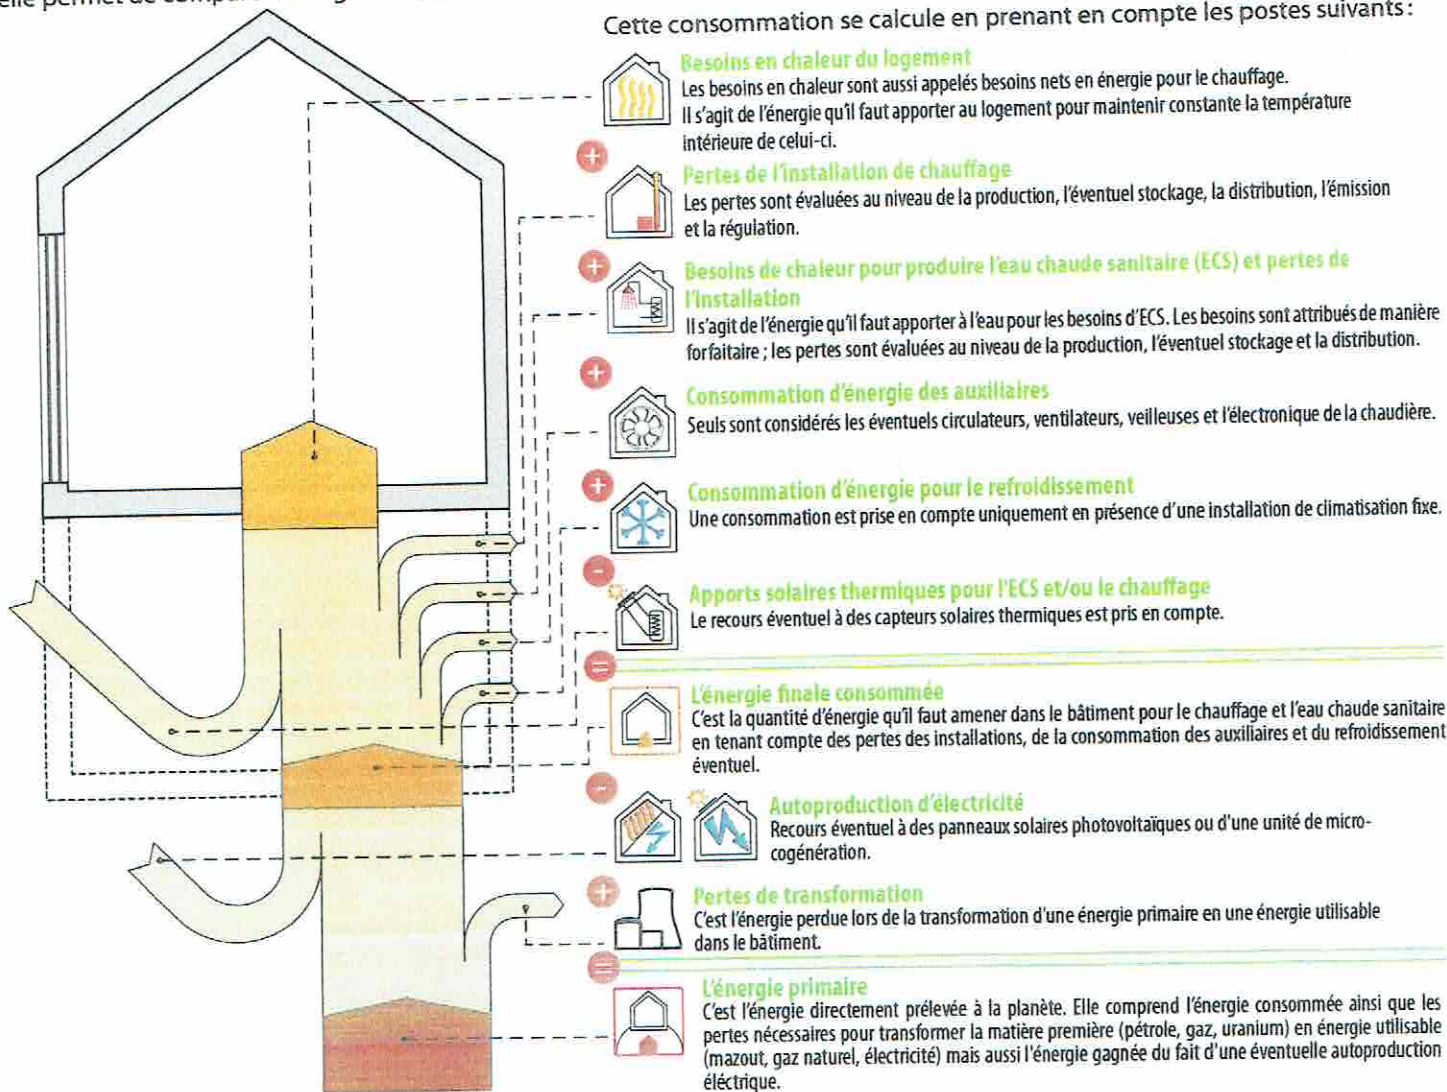 elle permet de compar
Cette consommation se calcule en prenant en compte les postes suivants :
Besoins en chaleur du logement
Les besoins en chaleur sont aussi appelés besoins nets en énergie pour le chauffage.
Il s'agit de l'énergie qu'il faut apporter au logement pour maintenir constante la température
intérieure de celui-ci.
+
Pertes de l'installation de chauffage
Les pertes sont évaluées au niveau de la production, l'éventuel stockage, la distribution, l'émission
et la régulation.
+
Besoins de chaleur pour produire l'eau chaude sanitaire (ECS) et pertes de
l'installation
Il s'agit de l'énergie qu'il faut apporter à l'eau pour les besoins d'ECS. Les besoins sont attribués de manière
forfaitaire ; les pertes sont évaluées au niveau de la production, l'éventuel stockage et la distribution.
+
Consommation d'énergie des auxiliaires
Seuls sont considérés les éventuels circulateurs, ventilateurs, veilleuses et l'électronique de la chaudière.
+
Consommation d'énergie pour le refroidissement
Une consommation est prise en compte uniquement en présence d'une installation de climatisation fixe.
-
Apports solaires thermiques pour l'ECS et/ou le chauffage
Le recours éventuel à des capteurs solaires thermiques est pris en compte.
=
L'énergie finale consommée
C'est la quantité d'énergie qu'il faut amener dans le bâtiment pour le chauffage et l'eau chaude sanitaire
en tenant compte des pertes des installations, de la consommation des auxiliaires et du refroidissement
éventuel.
-
Autoproduction d'électricité
Recours éventuel à des panneaux solaires photovoltaïques ou d'une unité de micro-
cogénération.
+
Pertes de transformation
C'est l'énergie perdue lors de la transformation d'une énergie primaire en une énergie utilisable
dans le bâtiment.
=
L'énergie primaire
C'est l'énergie directement prélevée à la planète. Elle comprend l'énergie consommée ainsi que les
pertes nécessaires pour transformer la matière première (pétrole, gaz, uranium) en énergie utilisable
(mazout, gaz naturel, électricité) mais aussi l'énergie gagnée du fait d'une éventuelle autoproduction
éléctrique.